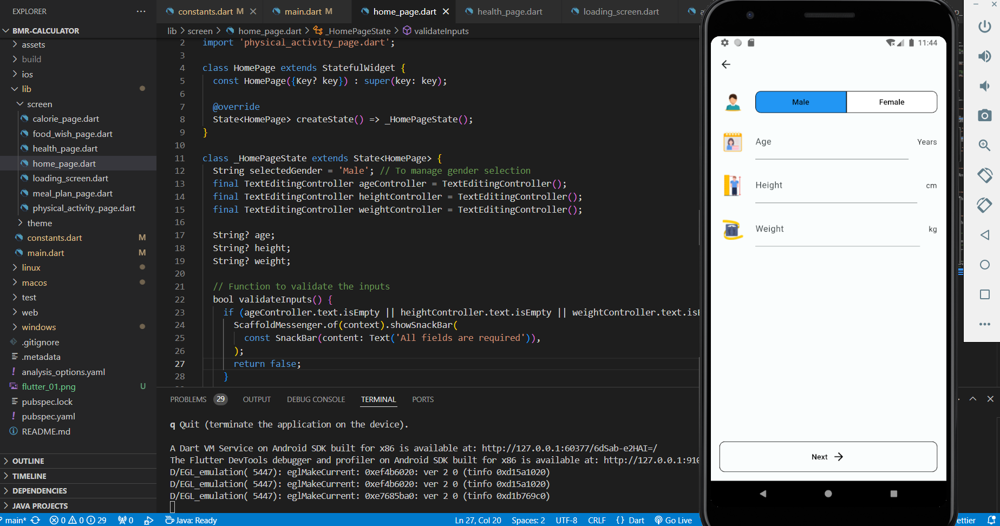 EXPLORER
BMR-CALCULATOR
assets
build
ios
lib
screen
calorie_page.dart
food_wish_page.dart
health_page.dart
home_page.dart
loading_screen.dart
meal_plan_page.dart
physical_activity_page.dart
theme
constants.dart M
main.dart M
linux
macos
test
web
windows
.gitignore
.metadata
analysis_options.yaml
flutter_01.png U
pubspec.lock
pubspec.yaml
README.md
OUTLINE
TIMELINE
DEPENDENCIES
JAVA PROJECTS
constants.dart M main.dart M home_page.dart health_page.dart loading_screen.dart
lib > screen > home_page.dart > _HomePageState > validateInputs
2 import 'physical_activity_page.dart';
3
4 class HomePage extends StatefulWidget {
5 const HomePage({Key? key}) : super(key: key);
6
7 @override
8 State<HomePage> createState() => _HomePageState();
9 }
10
11 class _HomePageState extends State<HomePage> {
12 String selectedGender = 'Male'; // To manage gender selection
13 final TextEditingController ageController = TextEditingController();
14 final TextEditingController heightController = TextEditingController();
15 final TextEditingController weightController = TextEditingController();
16
17 String? age;
18 String? height;
19 String? weight;
20
21 // Function to validate the inputs
22 bool validateInputs() {
23 if (ageController.text.isEmpty || heightController.text.isEmpty || weightController.text.isE
24 ScaffoldMessenger.of(context).showSnackBar(
25 const SnackBar(content: Text('All fields are required')),
26 );
27 return false;
28 }
PROBLEMS 29 OUTPUT DEBUG CONSOLE TERMINAL PORTS
q Quit (terminate the application on the device).
A Dart VM Service on Android SDK built for x86 is available at: http://127.0.0.1:60377/6dSab-e2HAI=/
The Flutter DevTools debugger and profiler on Android SDK built for x86 is available at: http://127.0.0.1:910
D/EGL_emulation( 5447): eglMakeCurrent: 0xef4b6020: ver 2 0 (tinfo 0xd15a1020)
D/EGL_emulation( 5447): eglMakeCurrent: 0xef4b6020: ver 2 0 (tinfo 0xd15a1020)
D/EGL_emulation( 5447): eglMakeCurrent: 0xe7685ba0: ver 2 0 (tinfo 0xd1b769c0)
11:44
Male Female
Age Years
Height cm
Weight kg
Next
main* 0 0 29 0 Java: Ready Ln 27, Col 20 Spaces: 2 UTF-8 CRLF {} Dart Go Live ettier